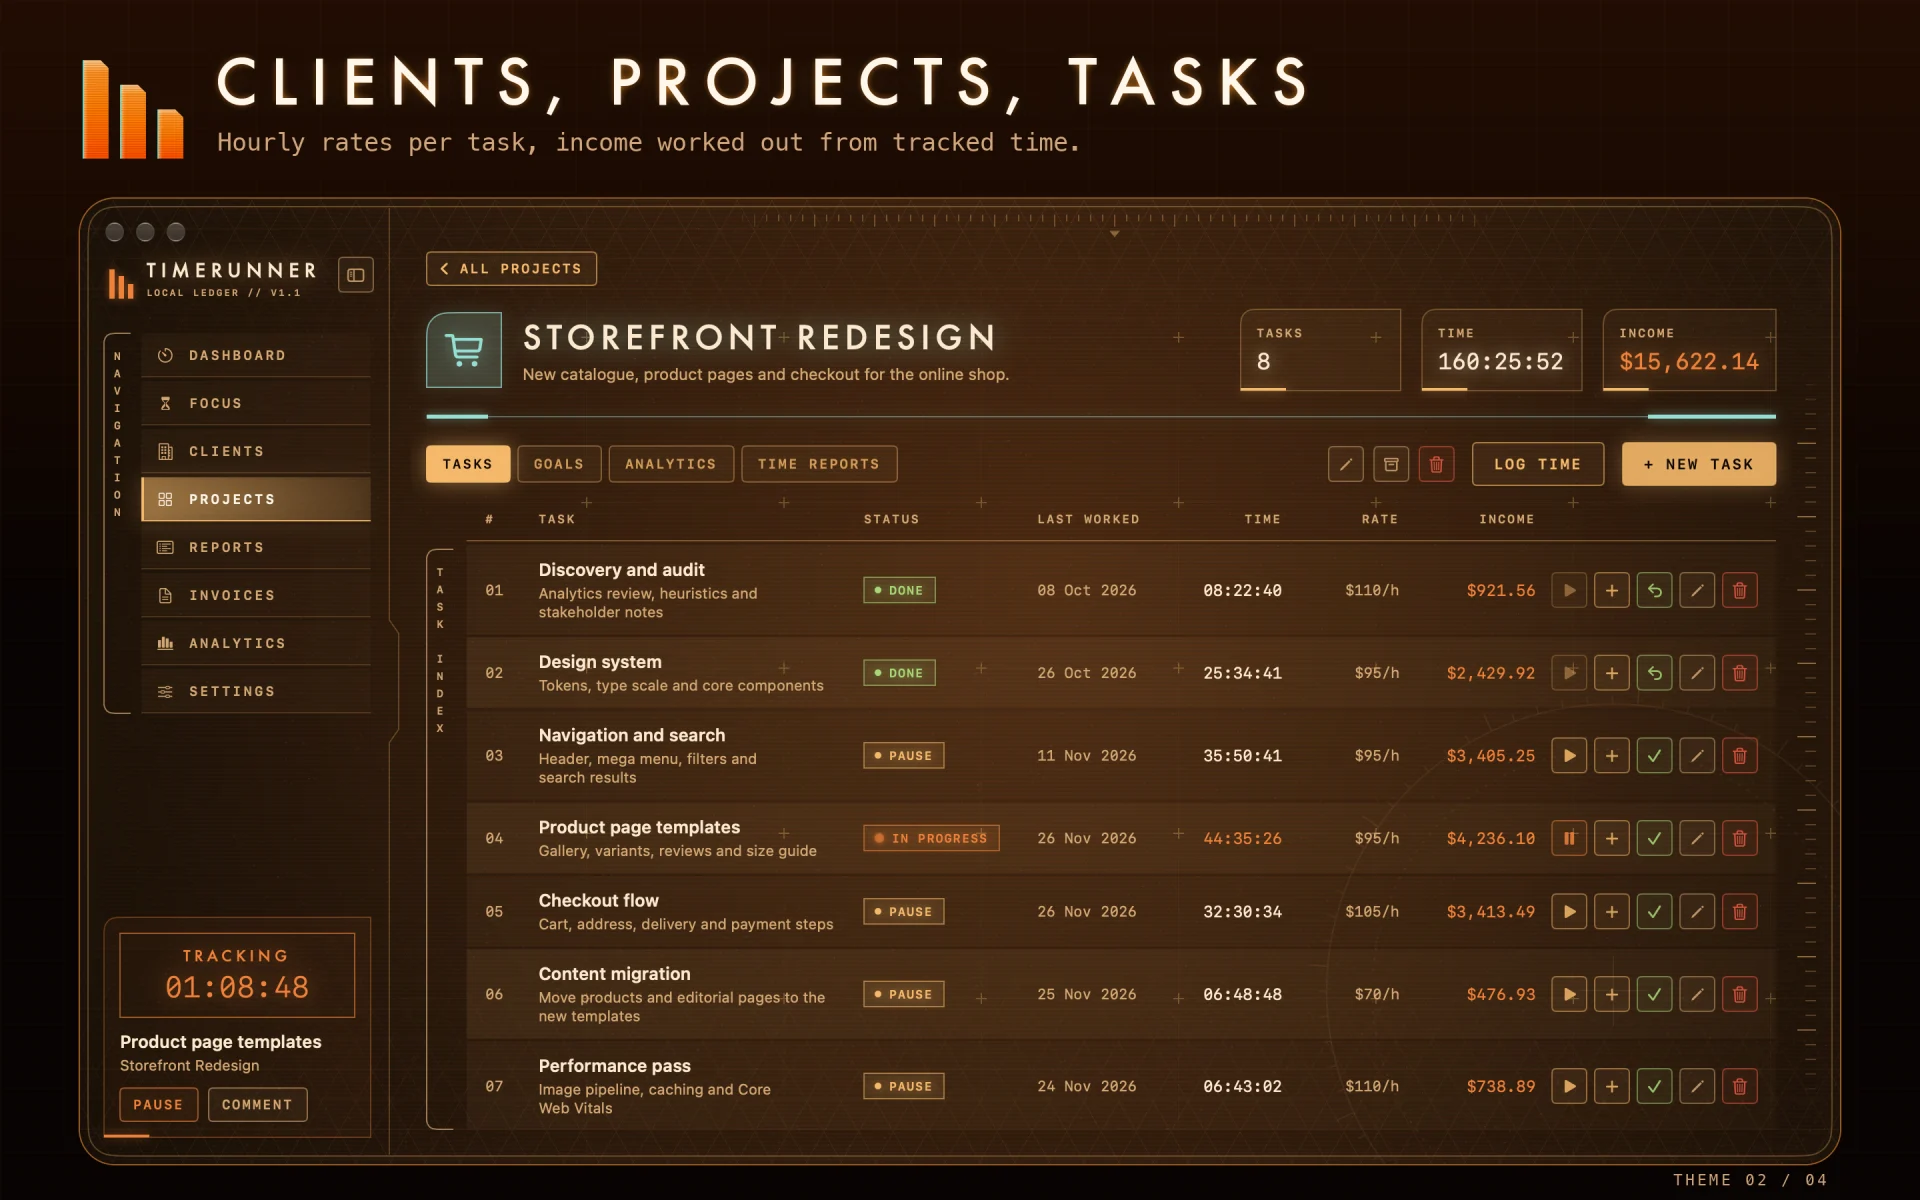 CLIENTS, PROJECTS, TASKS
Hourly rates per task, income worked out from tracked time.
TIMERUNNER
LOCAL LEDGER // V1.1
NAVIGATION
DASHBOARD
FOCUS
CLIENTS
PROJECTS
REPORTS
INVOICES
ANALYTICS
SETTINGS
TRACKING
01:08:48
Product page templates
Storefront Redesign
PAUSE COMMENT
ALL PROJECTS
STOREFRONT REDESIGN
New catalogue, product pages and checkout for the online shop.
TASKS
8
TIME
160:25:52
INCOME
$15,622.14
TASKS GOALS ANALYTICS TIME REPORTS
LOG TIME + NEW TASK
# TASK STATUS LAST WORKED TIME RATE INCOME
TASK INDEX
01 Discovery and audit DONE 08 Oct 2026 08:22:40 $110/h $921.56
Analytics review, heuristics and
stakeholder notes
02 Design system DONE 26 Oct 2026 25:34:41 $95/h $2,429.92
Tokens, type scale and core components
03 Navigation and search PAUSE 11 Nov 2026 35:50:41 $95/h $3,405.25
Header, mega menu, filters and
search results
04 Product page templates IN PROGRESS 26 Nov 2026 44:35:26 $95/h $4,236.10
Gallery, variants, reviews and size guide
05 Checkout flow PAUSE 26 Nov 2026 32:30:34 $105/h $3,413.49
Cart, address, delivery and payment steps
06 Content migration PAUSE 25 Nov 2026 06:48:48 $70/h $476.93
Move products and editorial pages to the
new templates
07 Performance pass PAUSE 24 Nov 2026 06:43:02 $110/h $738.89
Image pipeline, caching and Core
Web Vitals
THEME 02 / 04